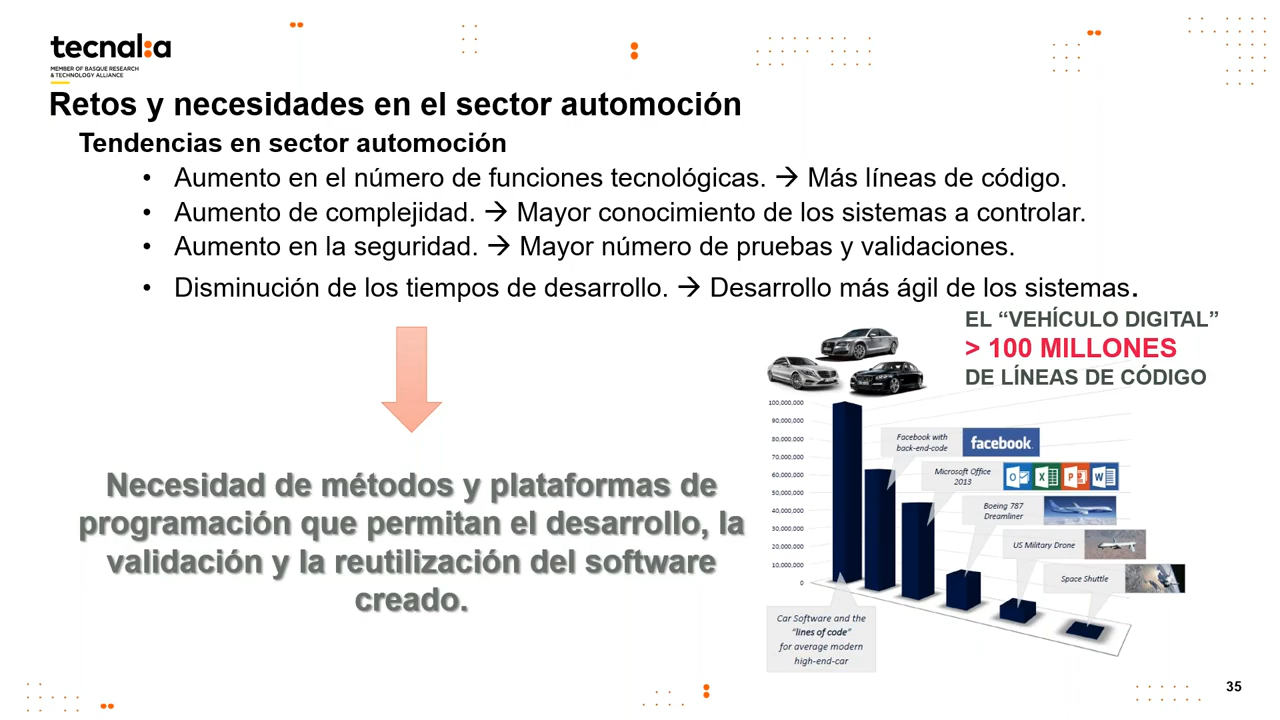 tecnal:a
MEMBER OF BASQUE RESEARCH
& TECHNOLOGY ALLIANCE
Retos y necesidades en el sector automoción
Tendencias en sector automoción
• Aumento en el número de funciones tecnológicas. → Más líneas de código.
• Aumento de complejidad. → Mayor conocimiento de los sistemas a controlar.
• Aumento en la seguridad. → Mayor número de pruebas y validaciones.
• Disminución de los tiempos de desarrollo. → Desarrollo más ágil de los sistemas.
EL “VEHÍCULO DIGITAL”
> 100 MILLONES
DE LÍNEAS DE CÓDIGO
Necesidad de métodos y plataformas de
programación que permitan el desarrollo, la
validación y la reutilización del software
creado.
100,000,000
90,000,000
80,000,000
70,000,000
60,000,000
50,000,000
40,000,000
30,000,000
20,000,000
10,000,000
0
Facebook with
back-end-code
facebook
Microsoft Office
2013
Boeing 787
Dreamliner
US Military Drone
Space Shuttle
Car Software and the
“lines of code”
for average modern
high-end-car
35